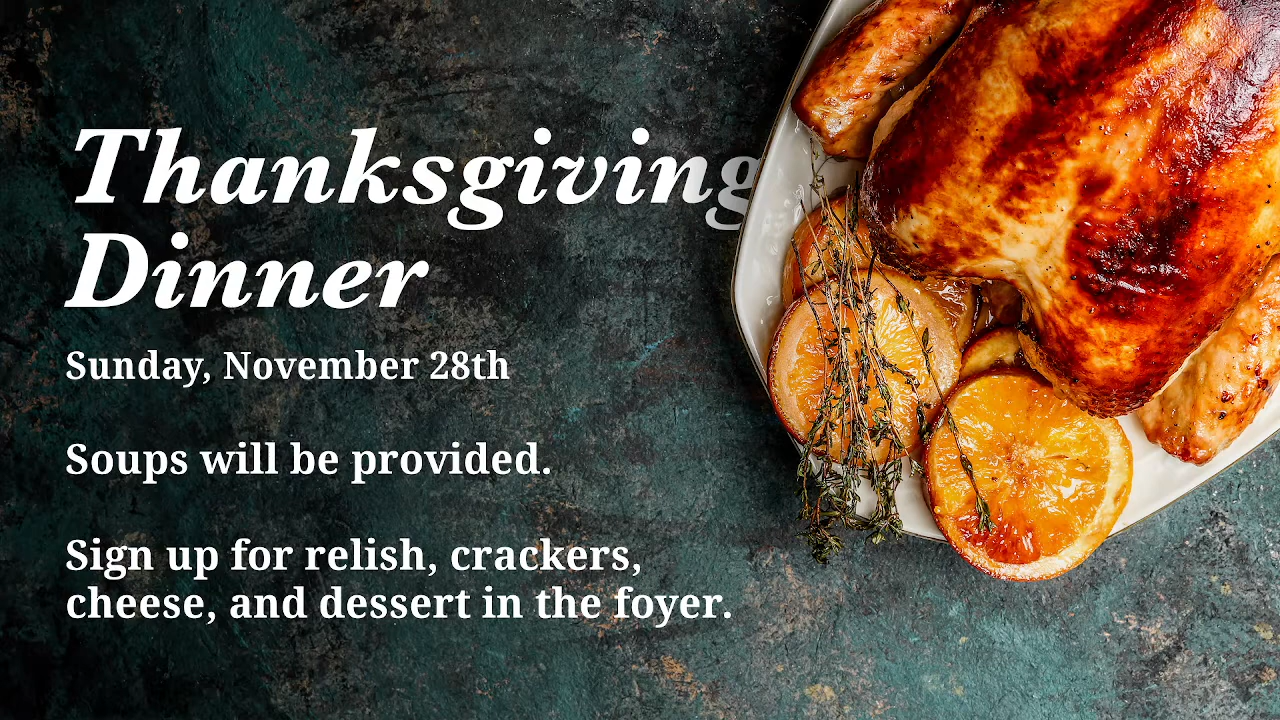 Thanksgiving
Dinner
Sunday, November 28th
Soups will be provided.
Sign up for relish, crackers,
cheese, and dessert in the foyer.